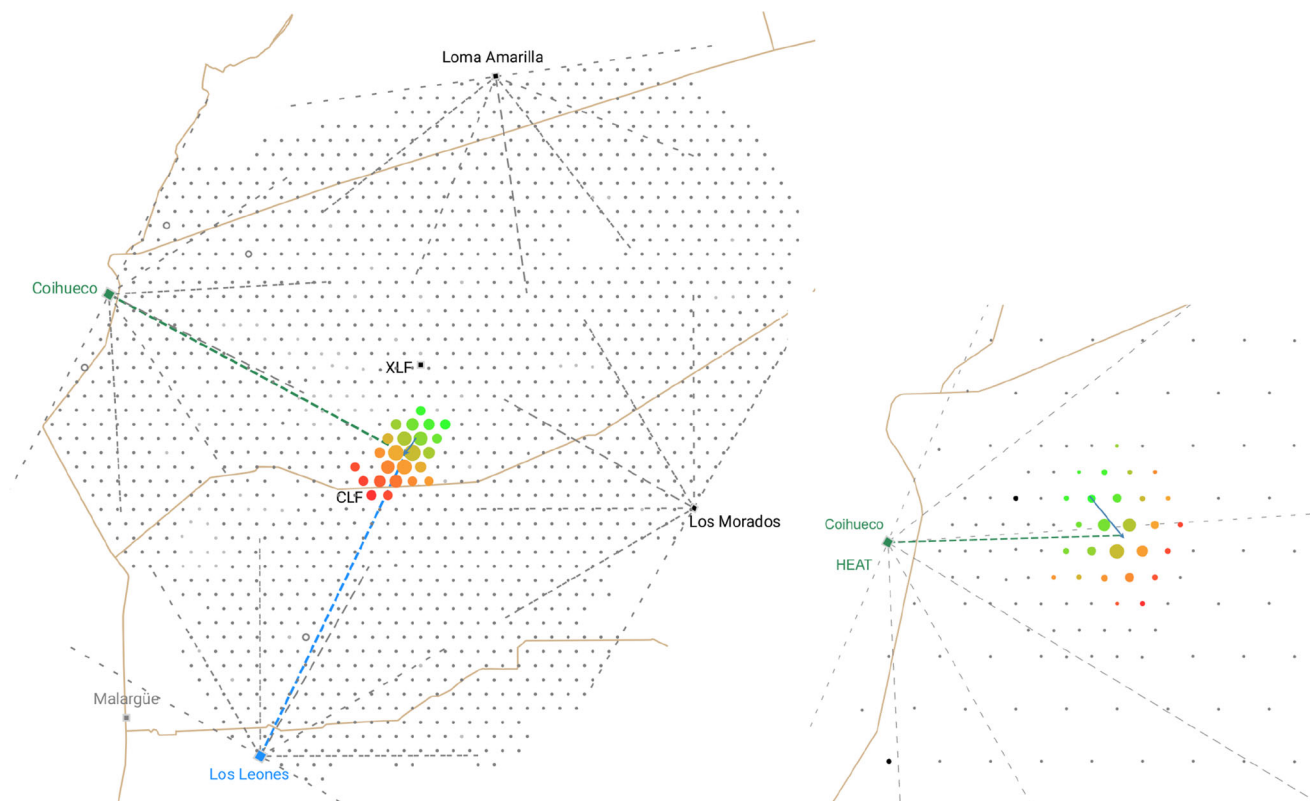 Loma Amarilla
Coihueco
XLF
CLF
Los Morados
Coihueco
HEAT
Malargüe
Los Leones